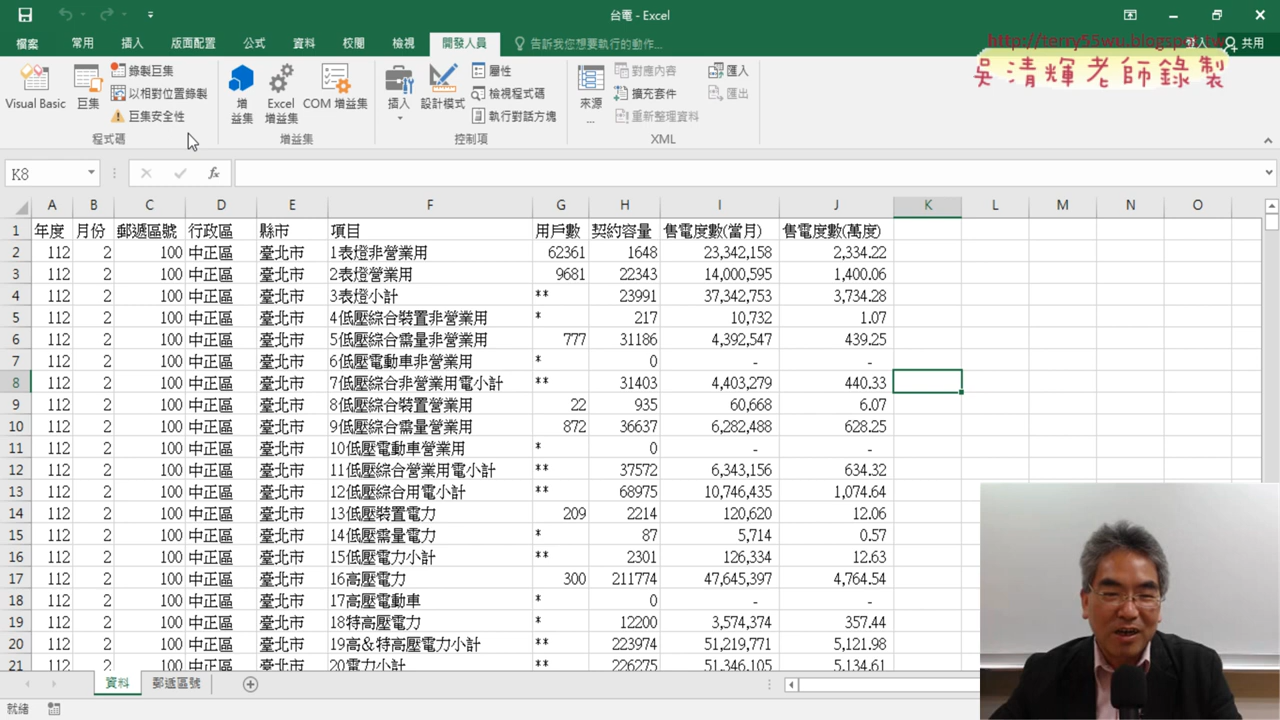 台電 - Excel
http://terry55wu.blogspot.tw
吳清輝老師錄製
檔案 常用 插入 版面配置 公式 資料 校閱 檢視 開發人員 告訴我您想要執行的動作... 共用
Visual Basic 巨集 錄製巨集 以相對位置錄製 巨集安全性
程式碼
增益集 Excel 增益集 COM 增益集
增益集
插入 設計模式 屬性 檢視程式碼 執行對話方塊
控制項
來源... 對應內容 擴充套件 重新整理資料 匯入 匯出
XML
K8 fx
A B C D E F G H I J K L M N O
1 年度 月份 郵遞區號 行政區 縣市 項目 用戶數 契約容量 售電度數(當月) 售電度數(萬度)
2 112 2 100 中正區 臺北市 1表燈非營業用 62361 1648 23,342,158 2,334.22
3 112 2 100 中正區 臺北市 2表燈營業用 9681 22343 14,000,595 1,400.06
4 112 2 100 中正區 臺北市 3表燈小計 ** 23991 37,342,753 3,734.28
5 112 2 100 中正區 臺北市 4低壓綜合裝置非營業用 * 217 10,732 1.07
6 112 2 100 中正區 臺北市 5低壓綜合需量非營業用 777 31186 4,392,547 439.25
7 112 2 100 中正區 臺北市 6低壓電動車非營業用 * 0 - -
8 112 2 100 中正區 臺北市 7低壓綜合非營業用電小計 ** 31403 4,403,279 440.33
9 112 2 100 中正區 臺北市 8低壓綜合裝置營業用 22 935 60,668 6.07
10 112 2 100 中正區 臺北市 9低壓綜合需量營業用 872 36637 6,282,488 628.25
11 112 2 100 中正區 臺北市 10低壓電動車營業用 * 0 - -
12 112 2 100 中正區 臺北市 11低壓綜合營業用電小計 ** 37572 6,343,156 634.32
13 112 2 100 中正區 臺北市 12低壓綜合用電小計 ** 68975 10,746,435 1,074.64
14 112 2 100 中正區 臺北市 13低壓裝置電力 209 2214 120,620 12.06
15 112 2 100 中正區 臺北市 14低壓需量電力 * 87 5,714 0.57
16 112 2 100 中正區 臺北市 15低壓電力小計 ** 2301 126,334 12.63
17 112 2 100 中正區 臺北市 16高壓電力 300 211774 47,645,397 4,764.54
18 112 2 100 中正區 臺北市 17高壓電動車 * 0 - -
19 112 2 100 中正區 臺北市 18特高壓電力 * 12200 3,574,374 357.44
20 112 2 100 中正區 臺北市 19高&特高壓電力小計 ** 223974 51,219,771 5,121.98
21 112 2 100 中正區 臺北市 20電力小計 ** 226275 51,346,105 5,134.61
資料 郵遞區號
就緒